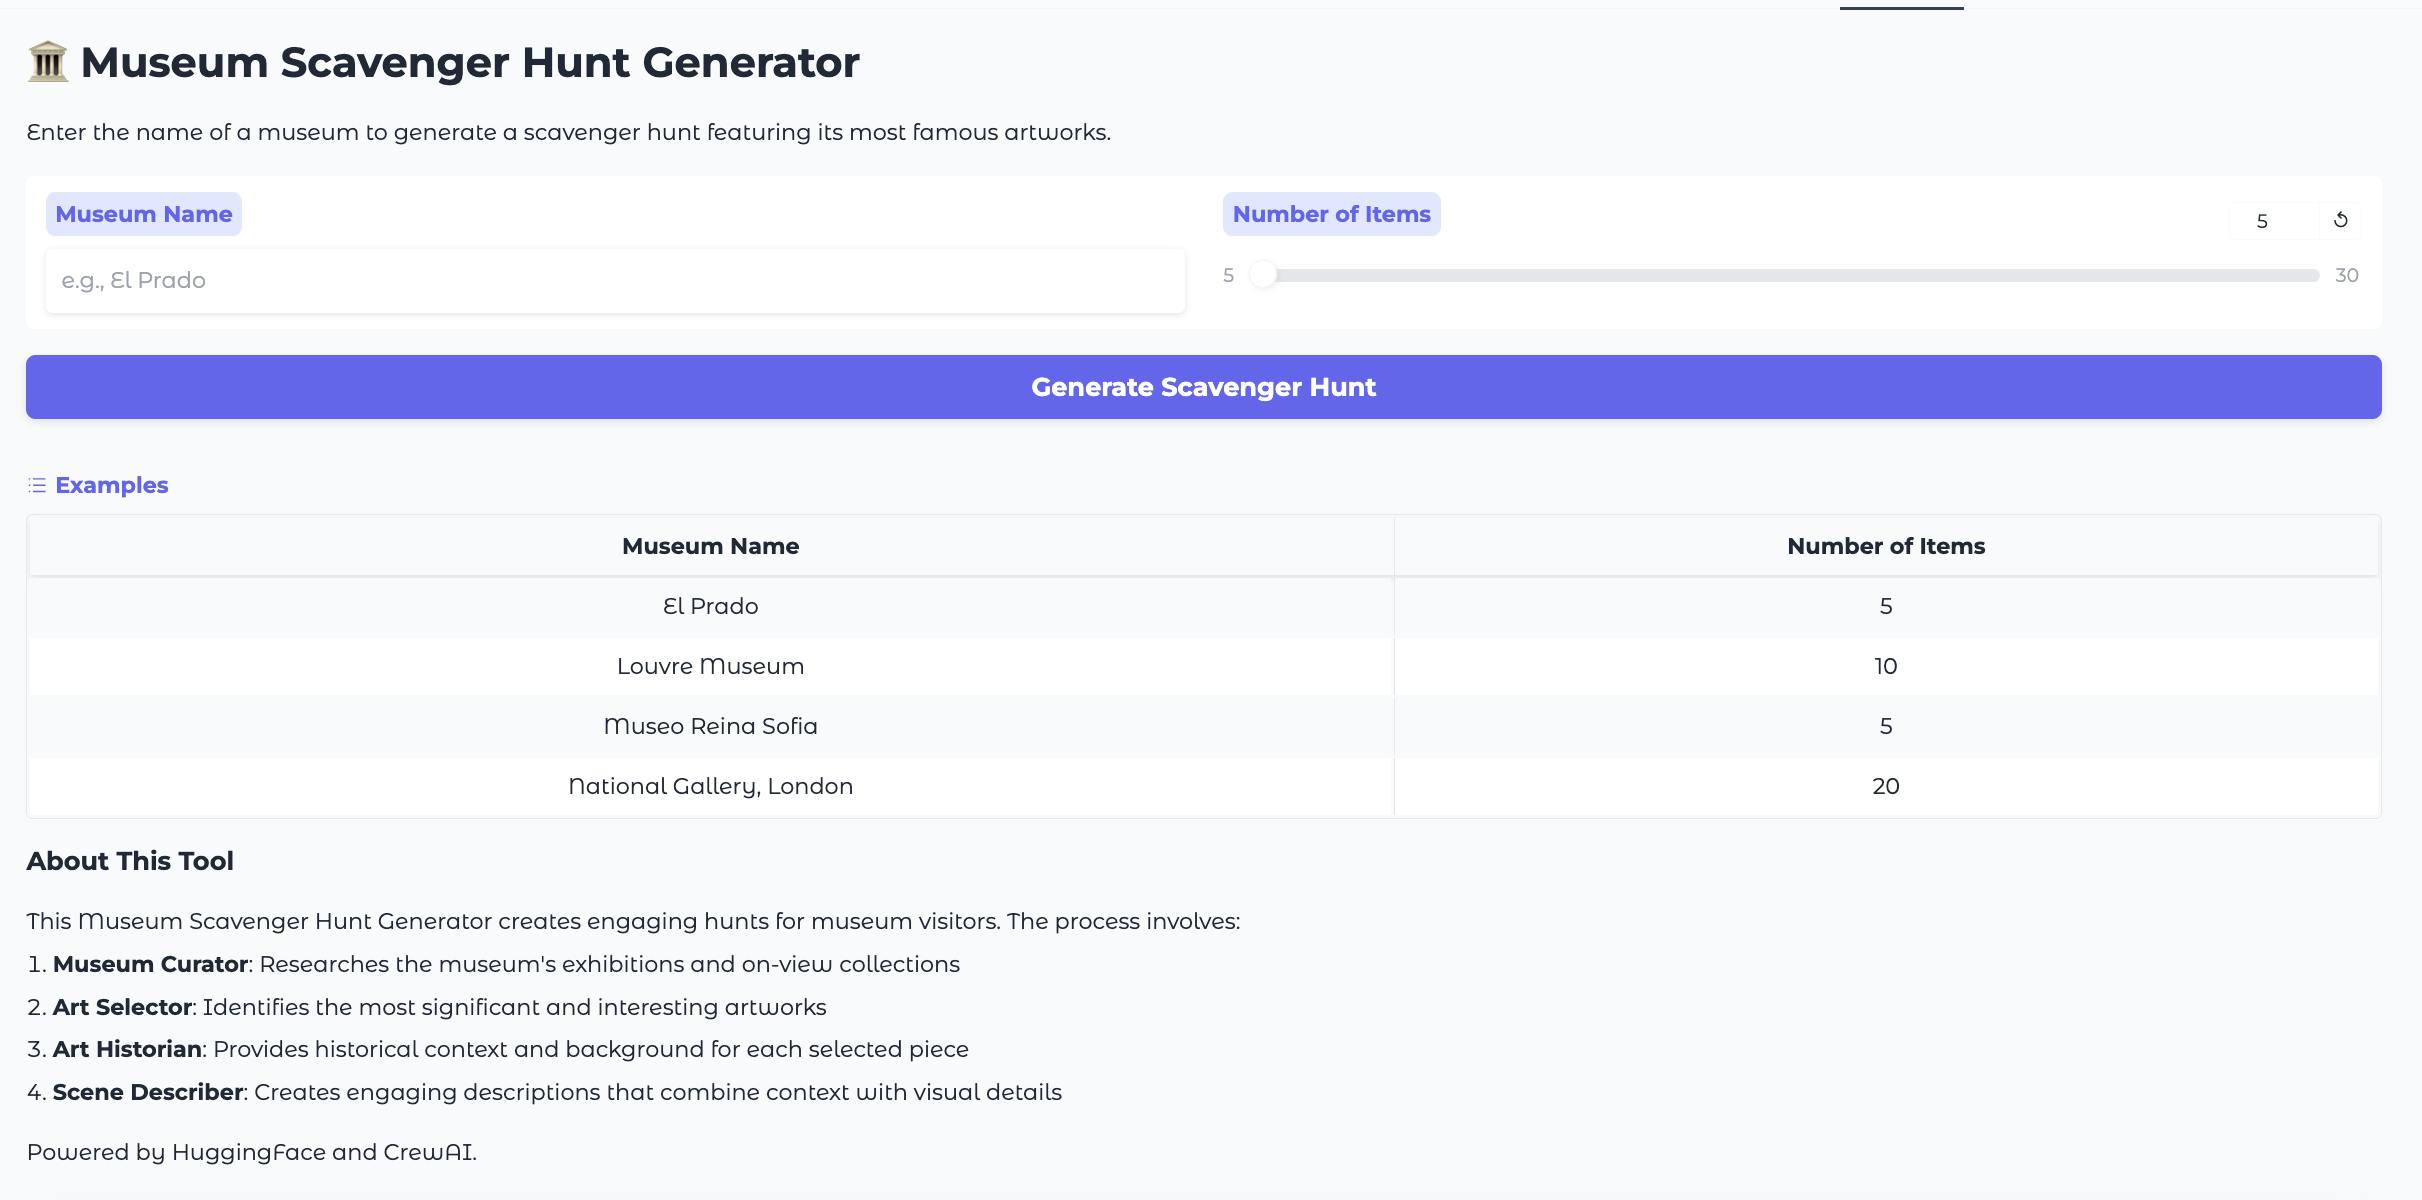 Museum Scavenger Hunt Generator
Enter the name of a museum to generate a scavenger hunt featuring its most famous artworks.
Museum Name
e.g., El Prado
Number of Items
5
5
30
Generate Scavenger Hunt
Examples
Museum Name Number of Items
El Prado 5
Louvre Museum 10
Museo Reina Sofia 5
National Gallery, London 20
About This Tool
This Museum Scavenger Hunt Generator creates engaging hunts for museum visitors. The process involves:
1. Museum Curator: Researches the museum's exhibitions and on-view collections
2. Art Selector: Identifies the most significant and interesting artworks
3. Art Historian: Provides historical context and background for each selected piece
4. Scene Describer: Creates engaging descriptions that combine context with visual details
Powered by HuggingFace and CrewAI.